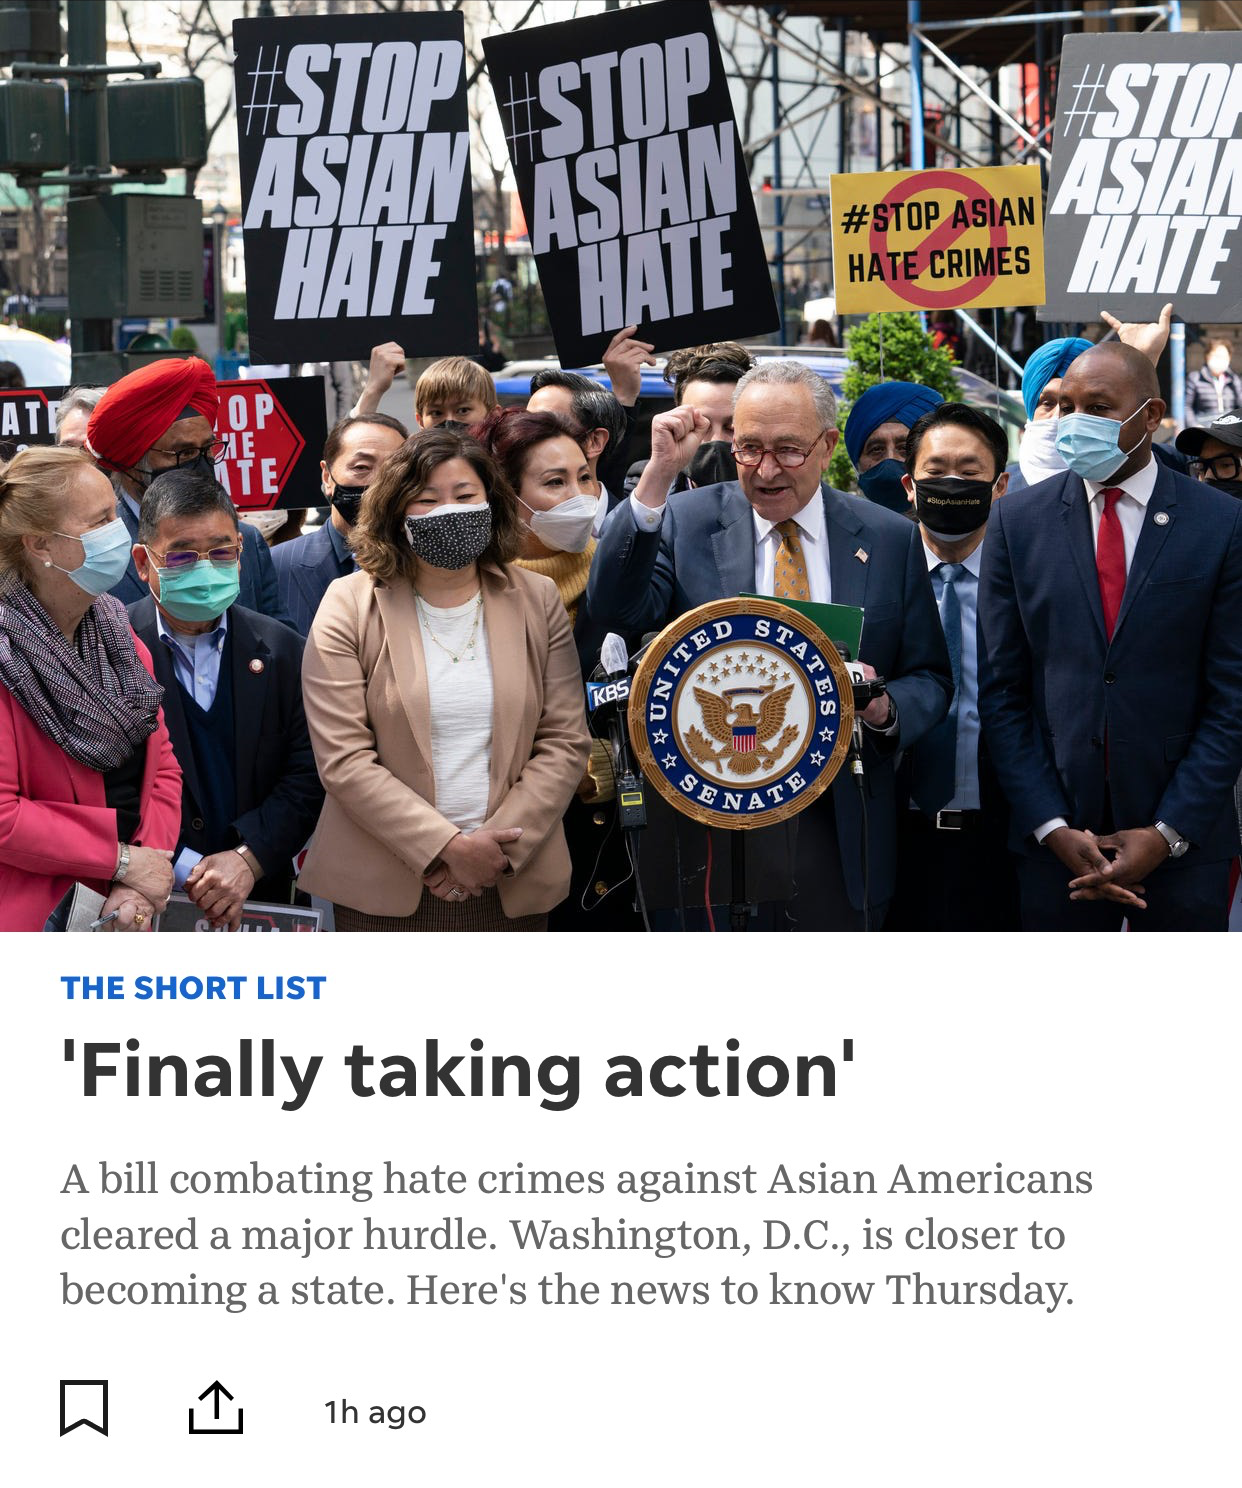 #STOP
ASIAN
HATE
#STOP
ASIAN
HATE
#STOP ASIAN
HATE CRIMES
#STOP
ASIAN
HATE
ATE
TOP
HE
ATE
#StopAsianHate
KBS
UNITED STATES
SENATE
THE SHORT LIST
'Finally taking action'
A bill combating hate crimes against Asian Americans
cleared a major hurdle. Washington, D.C., is closer to
becoming a state. Here's the news to know Thursday.
1h ago